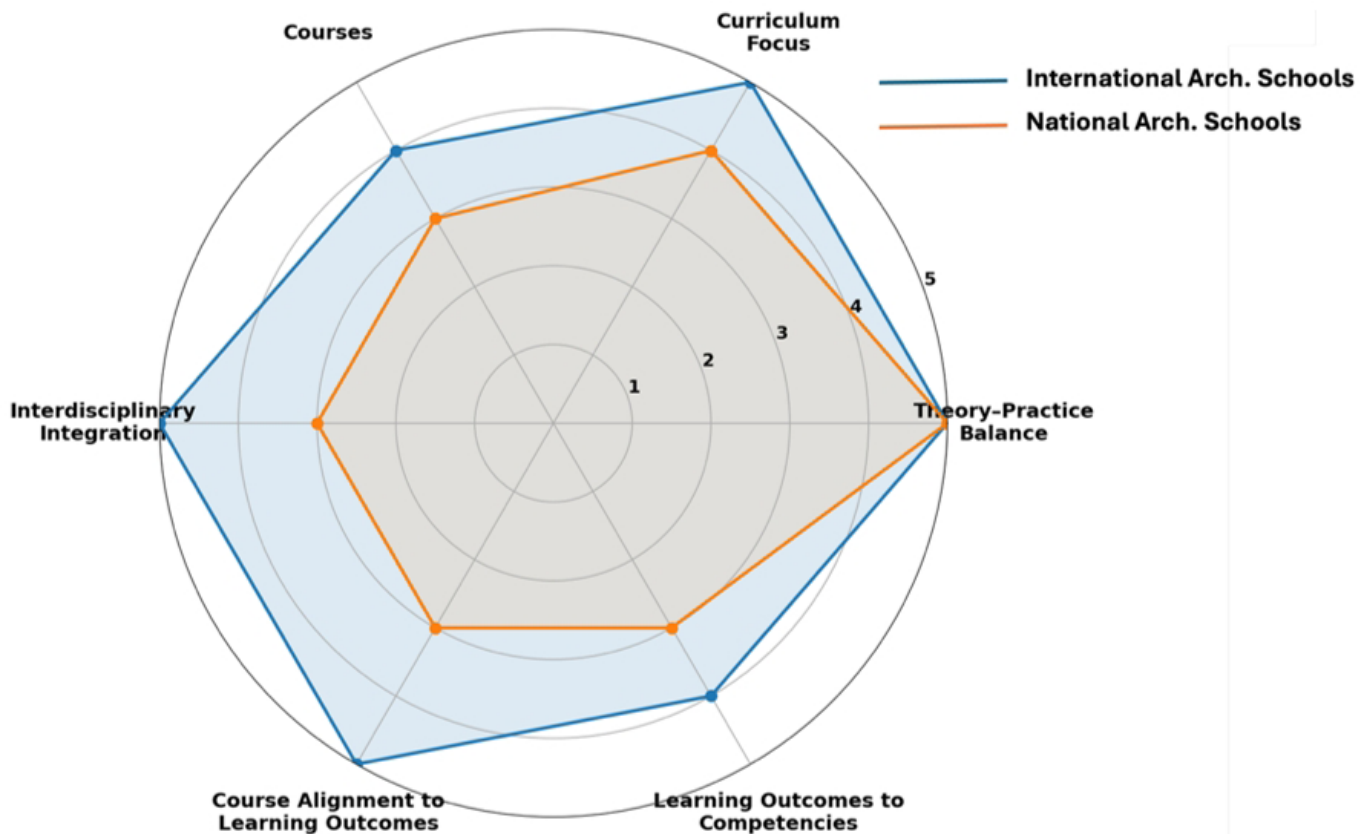 Courses
Curriculum
Focus
International Arch. Schools
National Arch. Schools
5
4
3
2
1
Interdisciplinary
Integration
Theory–Practice
Balance
Course Alignment to
Learning Outcomes
Learning Outcomes to
Competencies